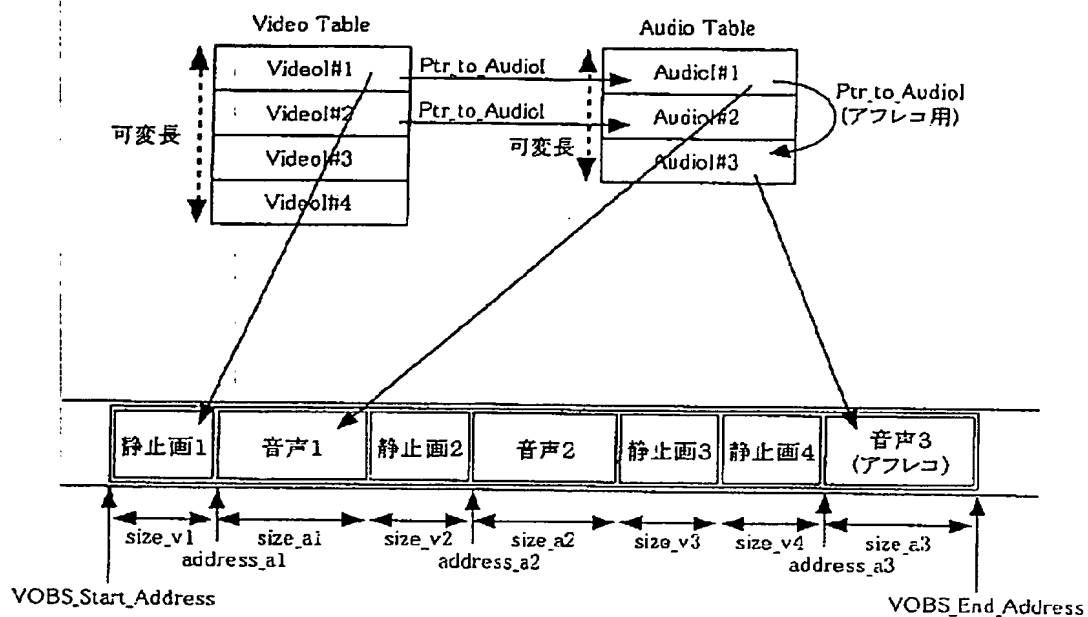 Video Table
Audio Table
VideoI#1
Ptr_to_AudioI
AudioI#1
Ptr_to_AudioI
(アフレコ用)
VideoI#2
Ptr_to_AudioI
AudioI#2
可変長
可変長
VideoI#3
AudioI#3
VideoI#4
静止画1
音声1
静止画2
音声2
静止画3
静止画4
音声3
(アフレコ)
size_v1
size_a1
size_v2
size_a2
size_v3
size_v4
size_a3
address_a1
address_a2
address_a3
VOBS_Start_Address
VOBS_End_Address